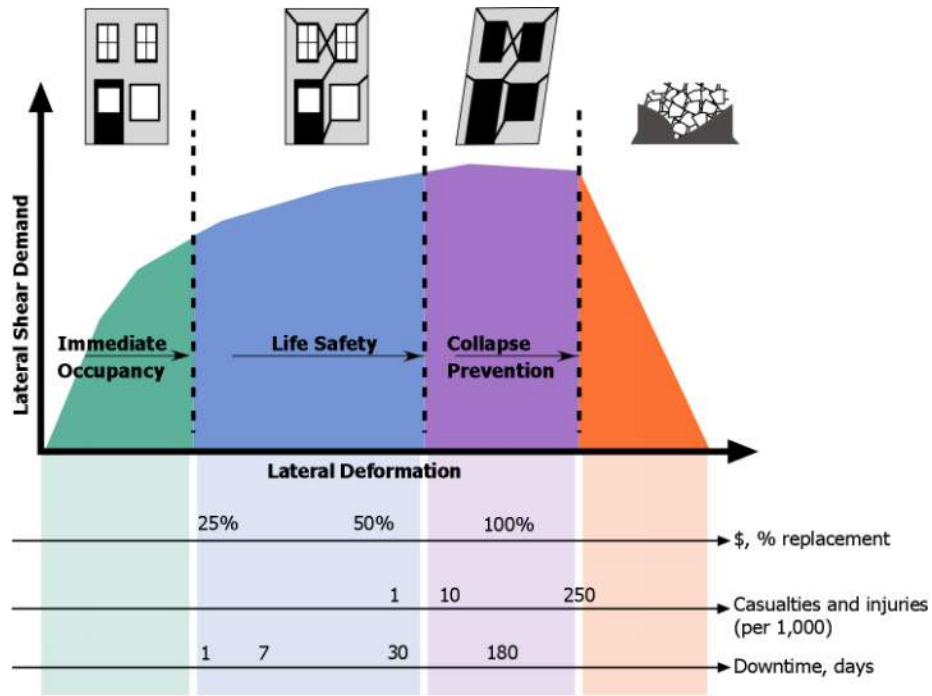 Lateral Shear Demand
Immediate
Occupancy
Life Safety
Collapse
Prevention
Lateral Deformation
25% 50% 100%
$, % replacement
1 10 250
Casualties and injuries
(per 1,000)
1 7 30 180
Downtime, days